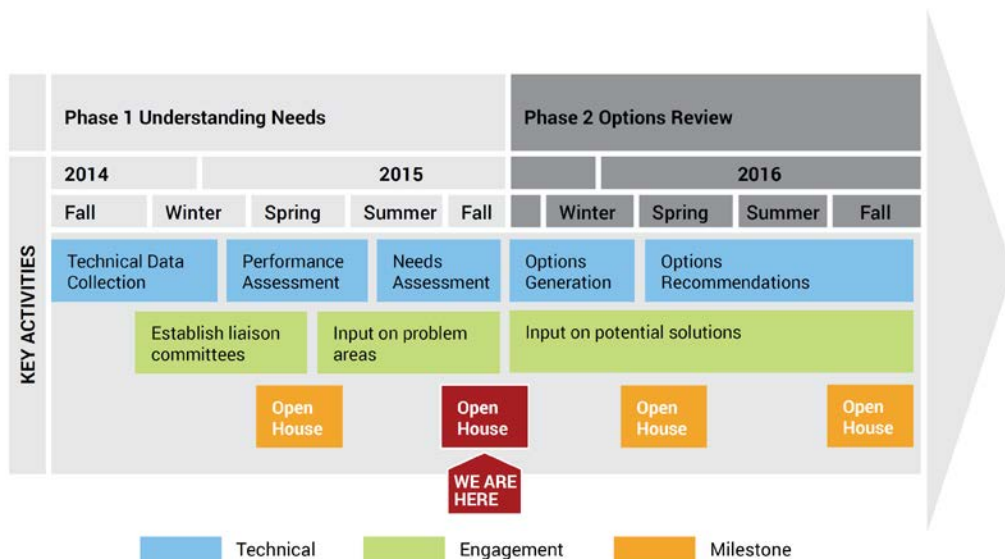 Phase 1 Understanding Needs
Phase 2 Options Review
2014
2015
2016
Fall
Winter
Spring
Summer
Fall
Winter
Spring
Summer
Fall
KEY ACTIVITIES
Technical Data
Collection
Performance
Assessment
Needs
Assessment
Options
Generation
Options
Recommendations
Establish liaison
committees
Input on problem
areas
Input on potential solutions
Open
House
Open
House
Open
House
Open
House
WE ARE
HERE
Technical
Engagement
Milestone